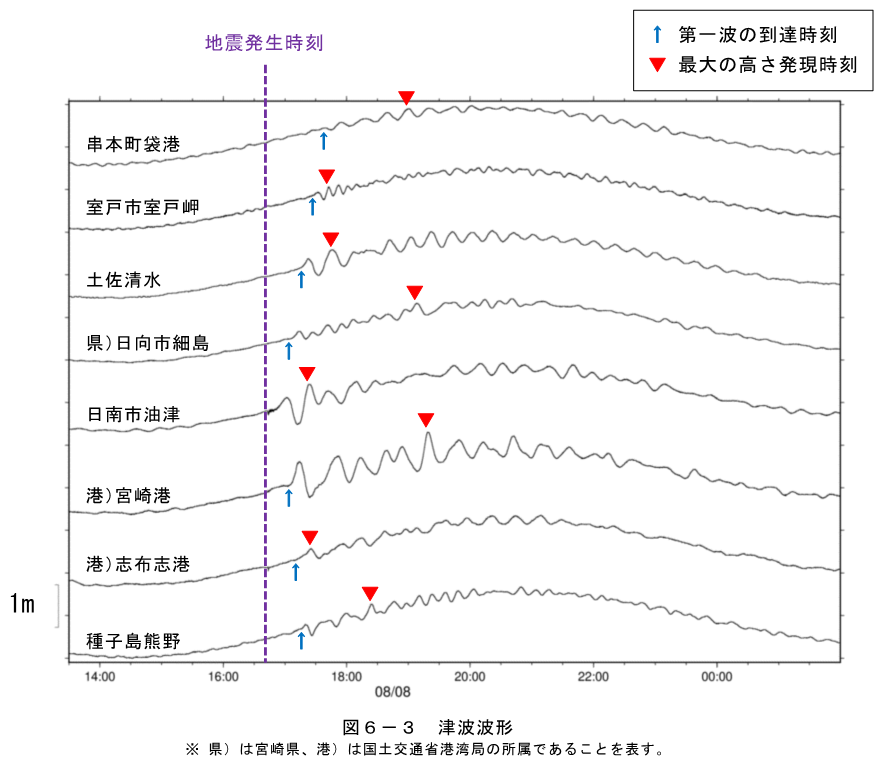 地震発生時刻
第一波の到達時刻
最大の高さ発現時刻
串本町袋港
室戸市室戸岬
土佐清水
県)日向市細島
日南市油津
港)宮崎港
港)志布志港
1m
種子島熊野
14:00 16:00 18:00 20:00 22:00 00:00
08/08
図6-3 津波波形
※ 県)は宮崎県、港)は国土交通省港湾局の所属であることを表す。